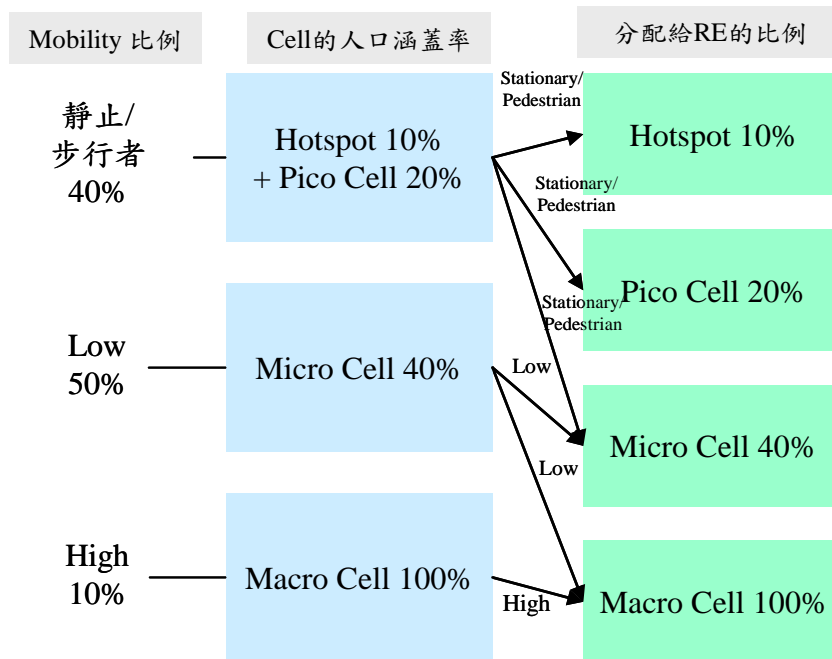 Mobility 比例
Cell的人口涵蓋率
分配給RE的比例
靜止/
步行者
40%
Hotspot 10%
+ Pico Cell 20%
Stationary/
Pedestrian
Hotspot 10%
Stationary/
Pedestrian
Pico Cell 20%
Stationary/
Pedestrian
Low
50%
Micro Cell 40%
Low
Low
Micro Cell 40%
High
10%
Macro Cell 100%
High
Macro Cell 100%